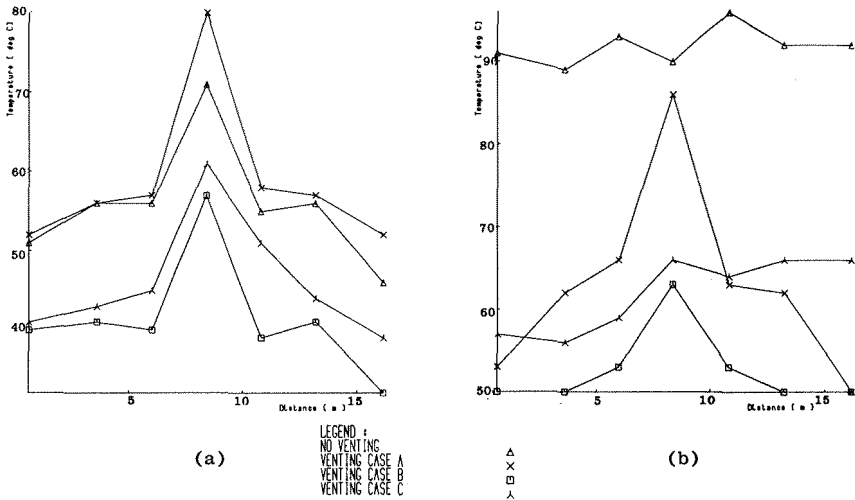 Temperature [ deg C]
80
70
60
50
40
5
10
15
Distance [ m ]
(a)
Temperature [ deg C]
90
80
70
60
50
5
10
15
Distance [ m ]
(b)
LEGEND :
NO VENTING
VENTING CASE A
VENTING CASE B
VENTING CASE C